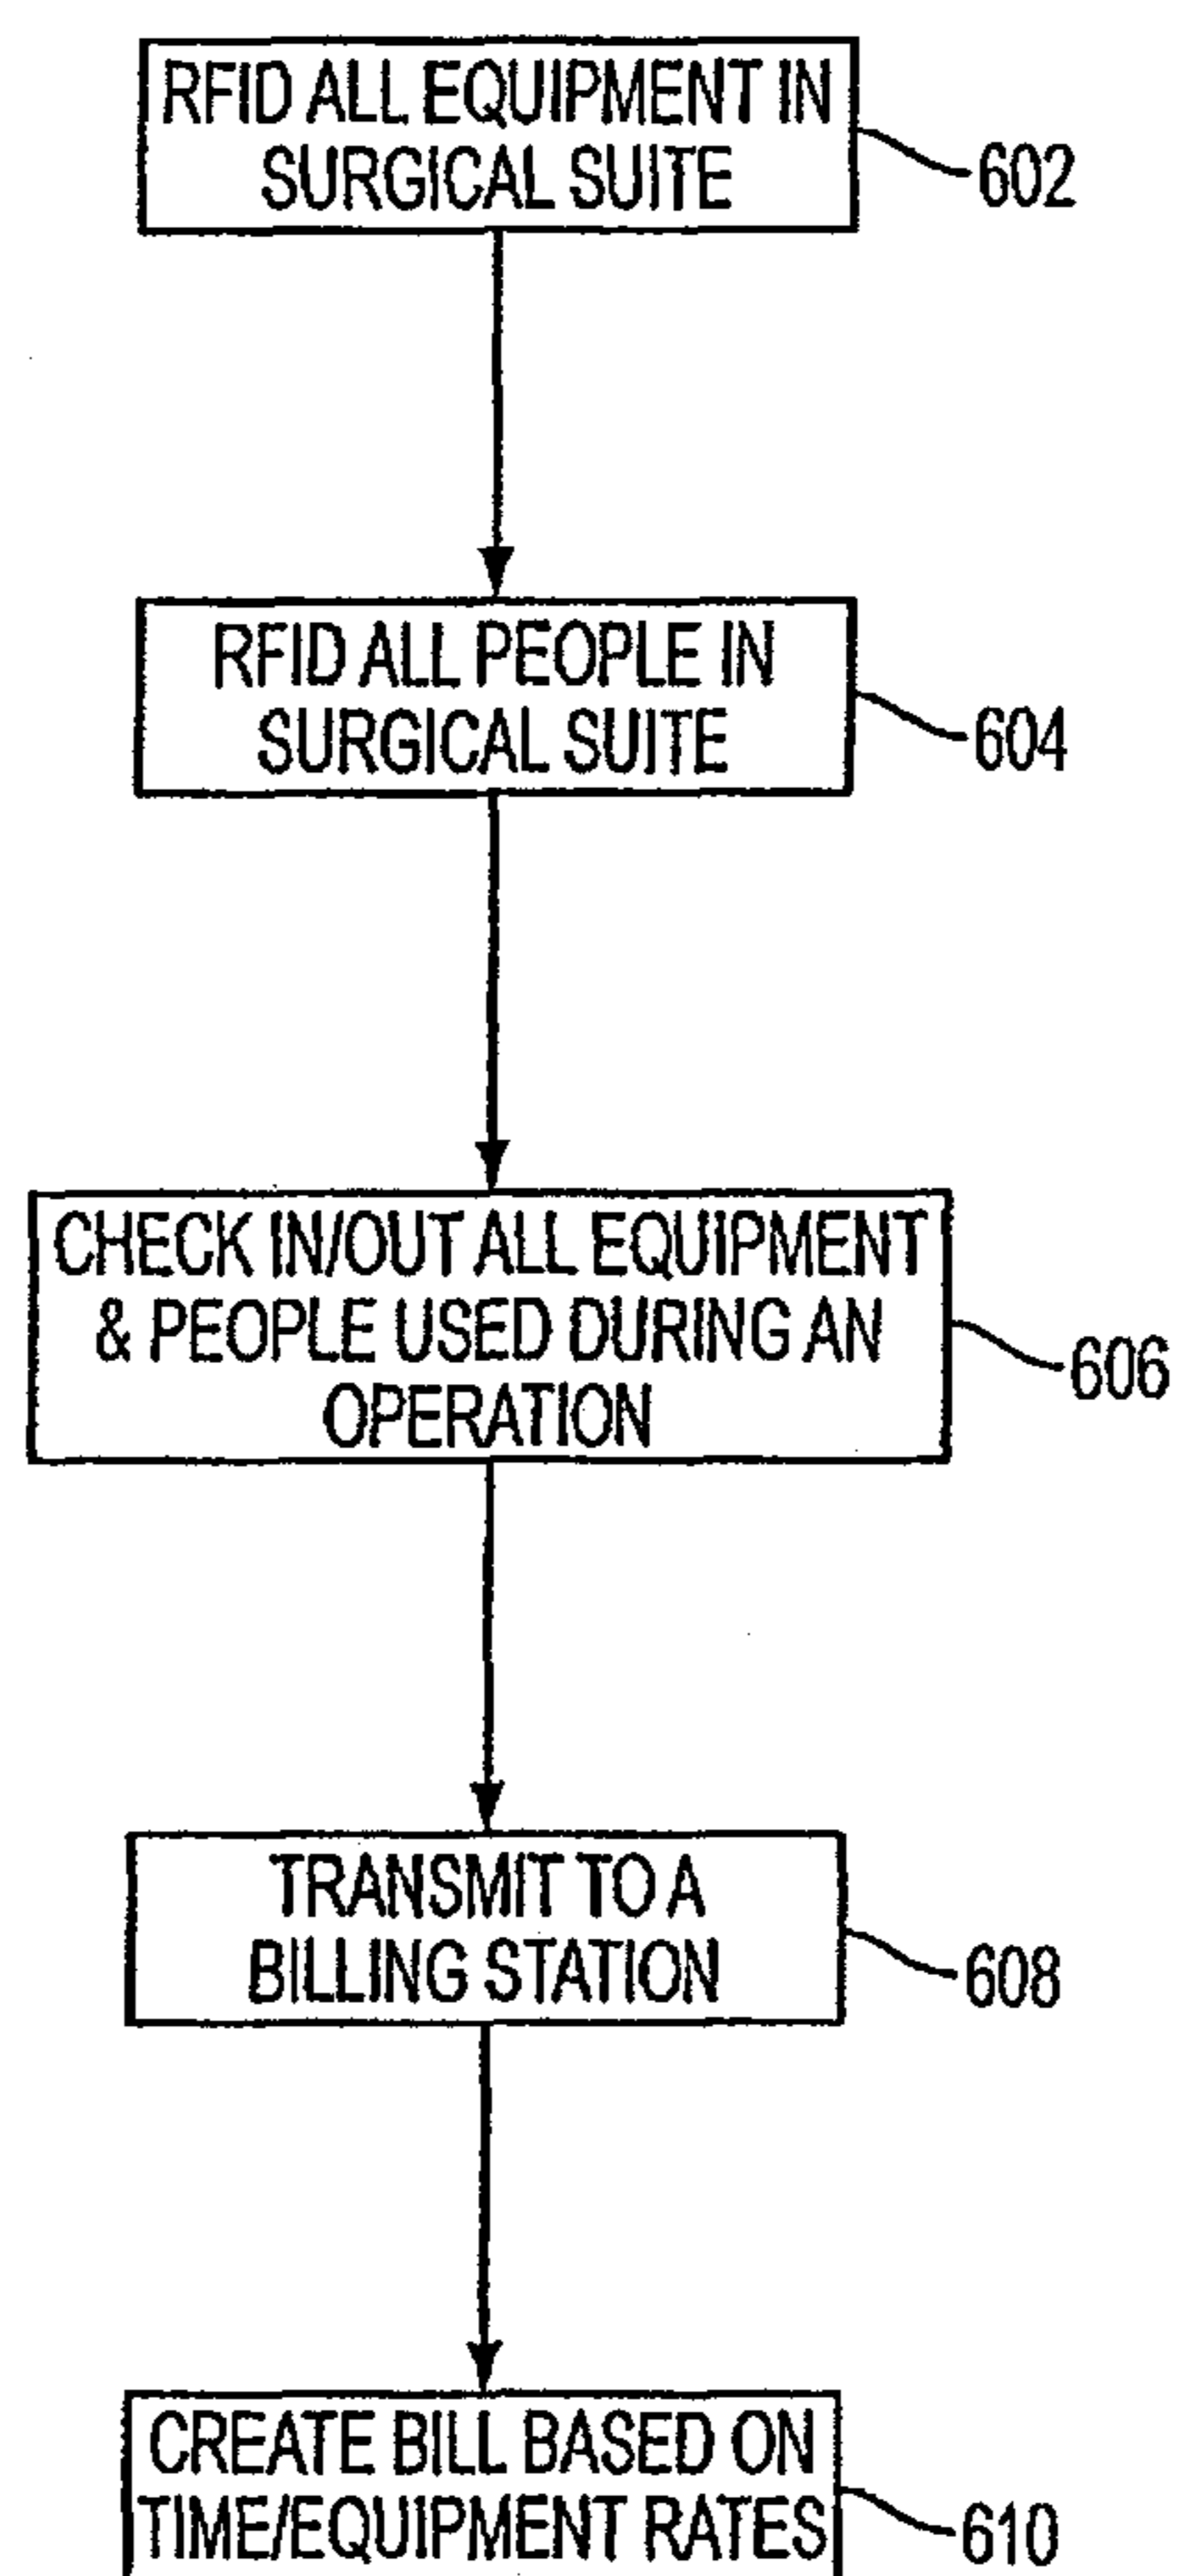 RFID ALL EQUIPMENT IN
SURGICAL SUITE
602
RFID ALL PEOPLE IN
SURGICAL SUITE
604
CHECK IN/OUT ALL EQUIPMENT
& PEOPLE USED DURING AN
OPERATION
606
TRANSMIT TO A
BILLING STATION
608
CREATE BILL BASED ON
TIME/EQUIPMENT RATES
610